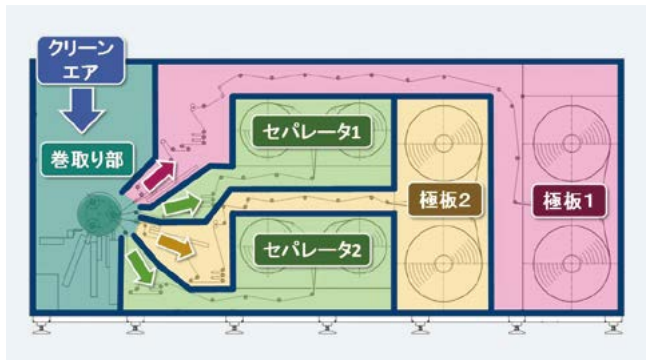 クリーン
エア
巻取り部
セパレータ1
極板2
極板1
セパレータ2